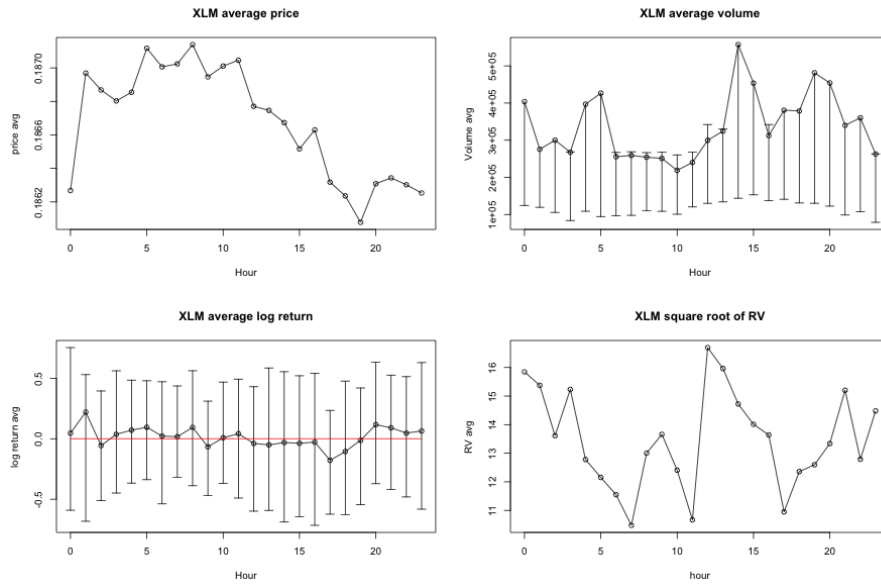 XLM average price
price avg
0.1870
0.1866
0.1862
0
5
10
15
20
Hour
XLM average volume
Volume avg
5e+05
4e+05
3e+05
2e+05
1e+05
0
5
10
15
20
Hour
XLM average log return
log return avg
0.5
0.0
-0.5
0
5
10
15
20
Hour
XLM square root of RV
RV avg
16
15
14
13
12
11
0
5
10
15
20
hour